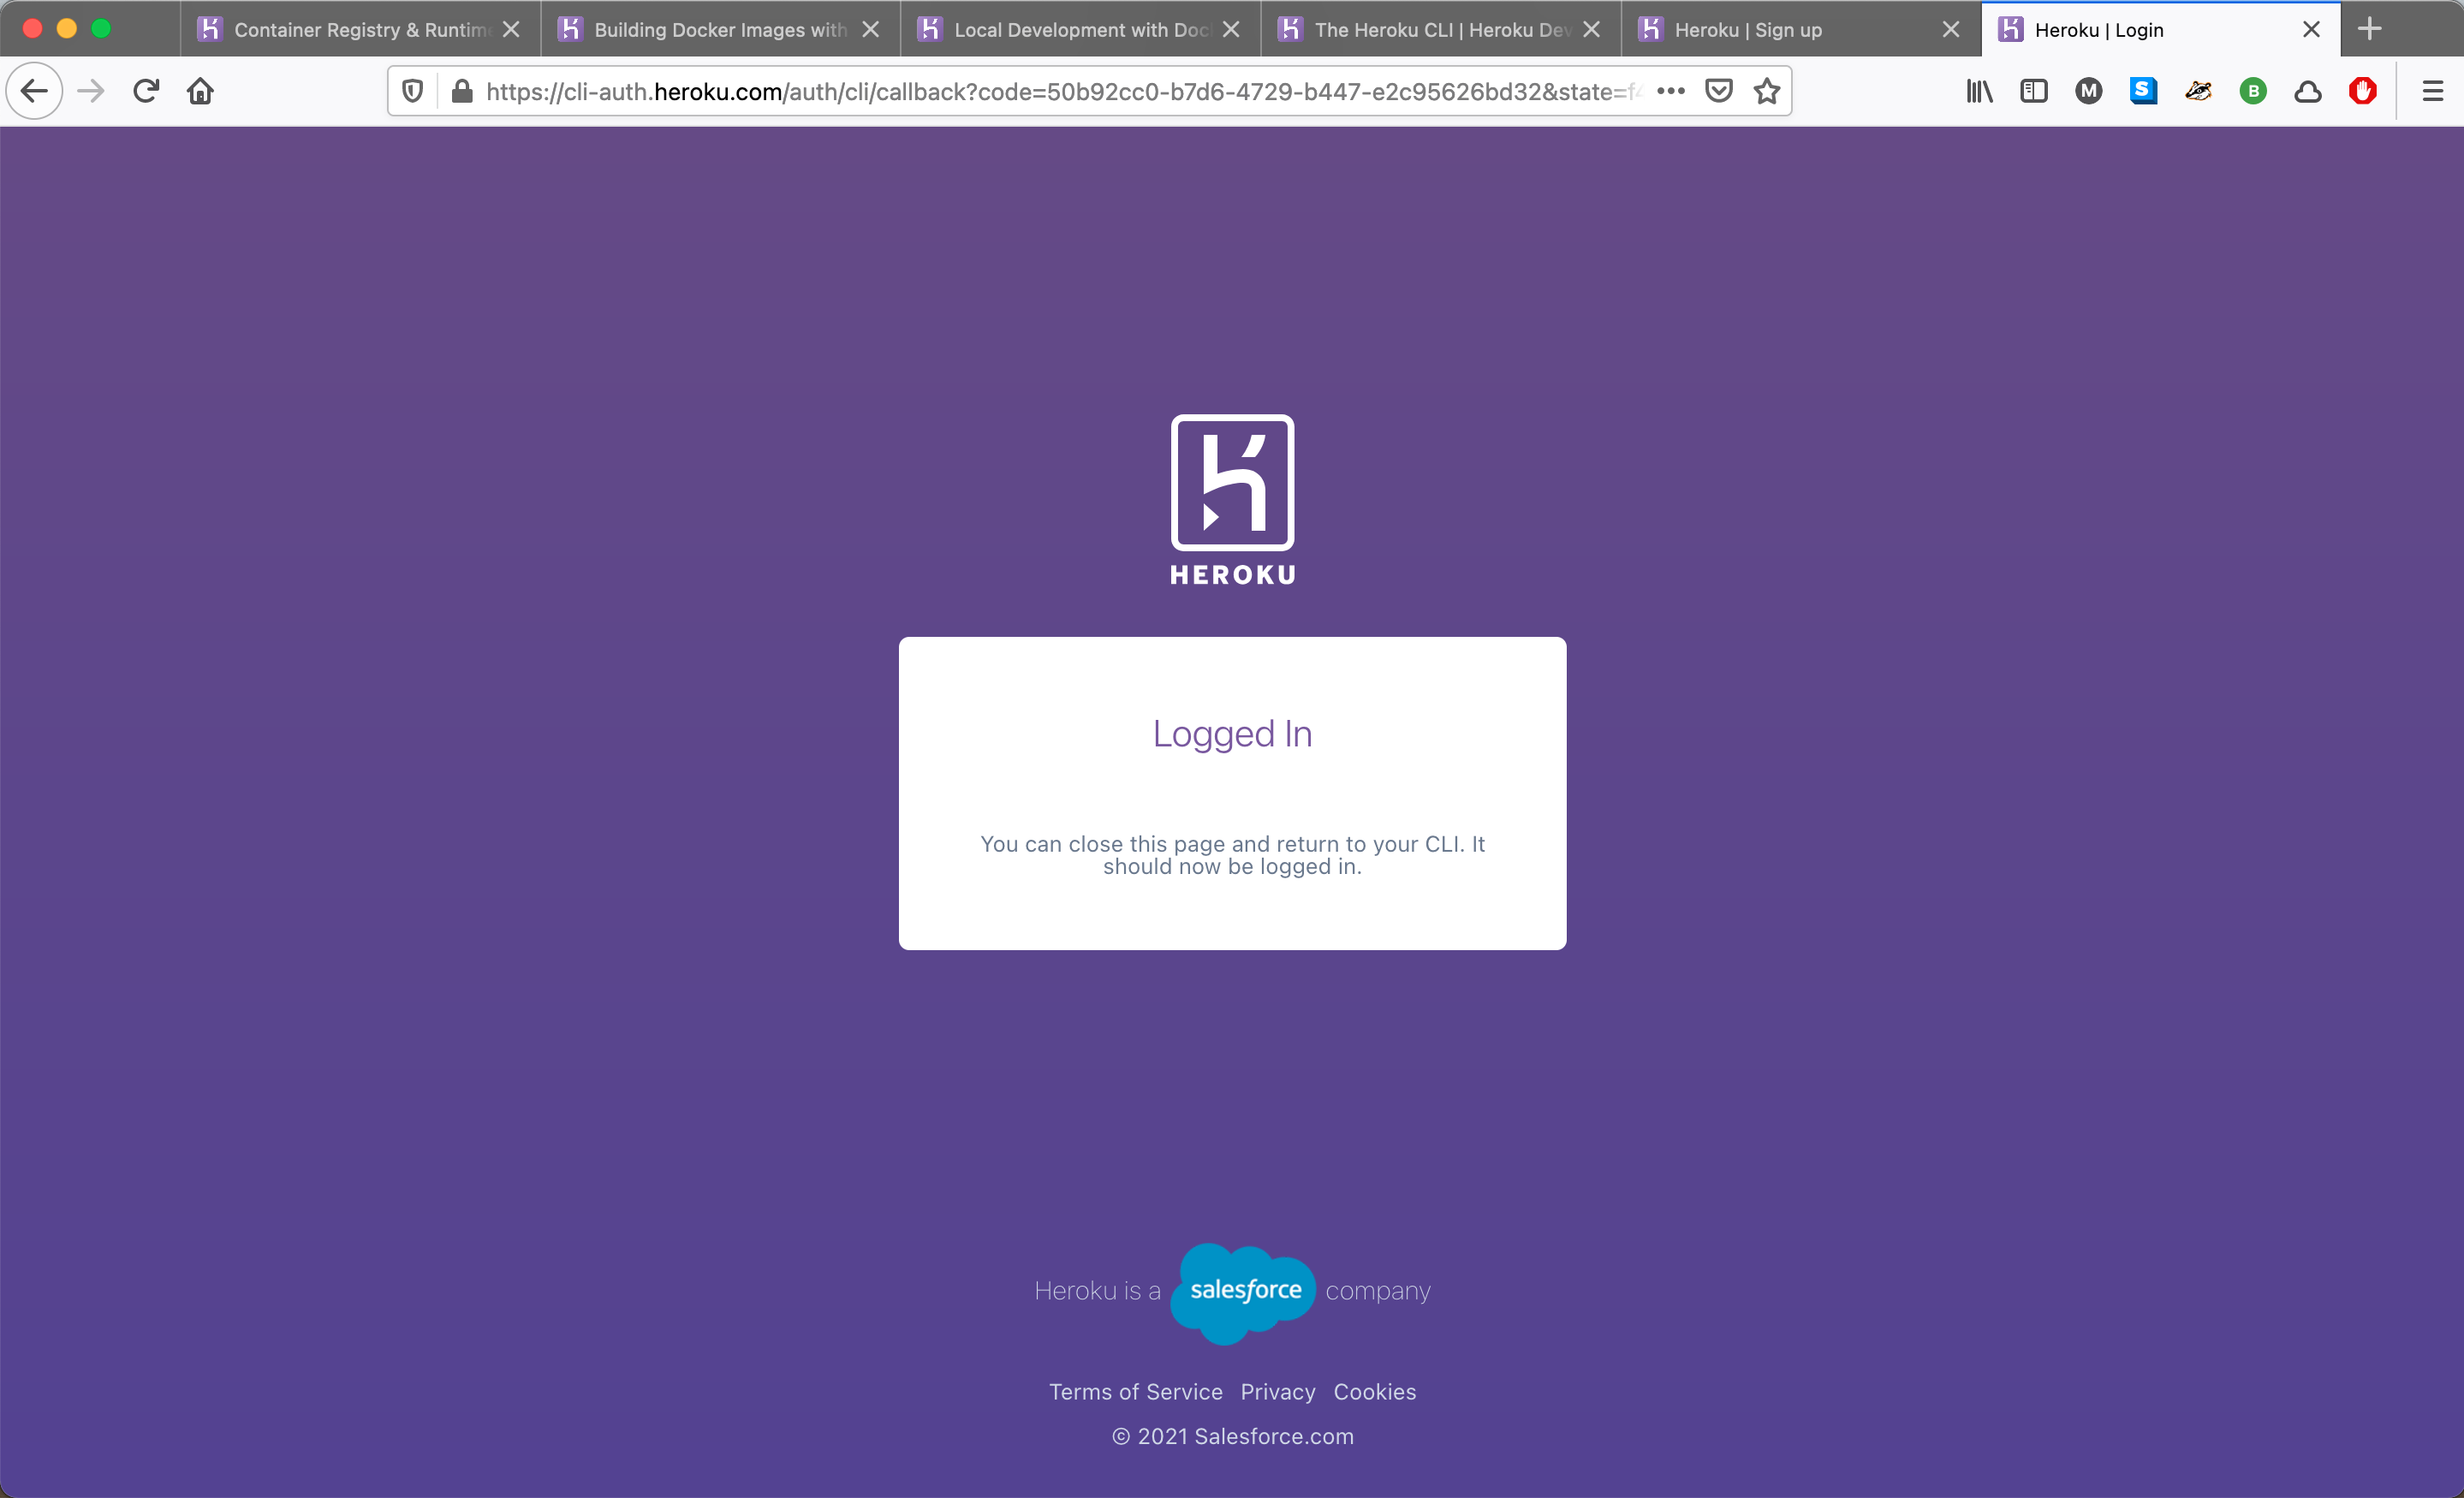 Container Registry & Runtime
Building Docker Images with
Local Development with Doc
The Heroku CLI | Heroku Dev
Heroku | Sign up
Heroku | Login
https://cli-auth.heroku.com/auth/cli/callback?code=50b92cc0-b7d6-4729-b447-e2c95626bd32&state=f4
M
S
B
HEROKU
Logged In
You can close this page and return to your CLI. It
should now be logged in.
Heroku is a salesforce company
Terms of Service Privacy Cookies
© 2021 Salesforce.com